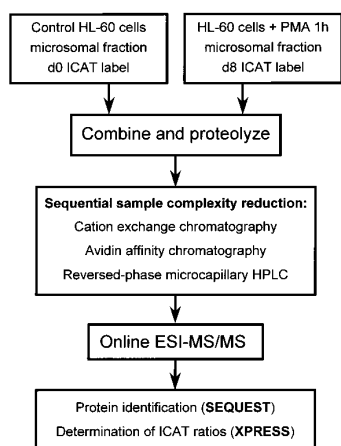 Control HL-60 cells
microsomal fraction
d0 ICAT label
HL-60 cells + PMA 1h
microsomal fraction
d8 ICAT label
Combine and proteolyze
Sequential sample complexity reduction:
Cation exchange chromatography
Avidin affinity chromatography
Reversed-phase microcapillary HPLC
Online ESI-MS/MS
Protein identification (SEQUEST)
Determination of ICAT ratios (XPRESS)